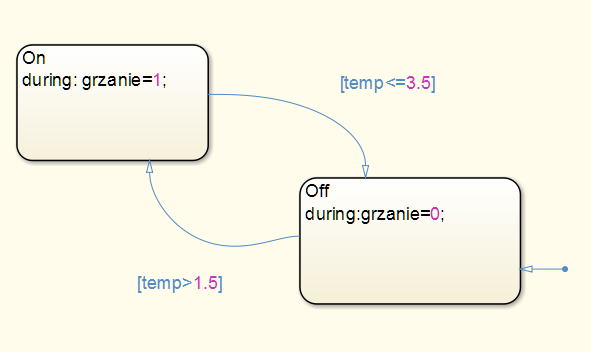 On
during: grzanie=1;
[temp<=3.5]
Off
during:grzanie=0;
[temp>1.5]